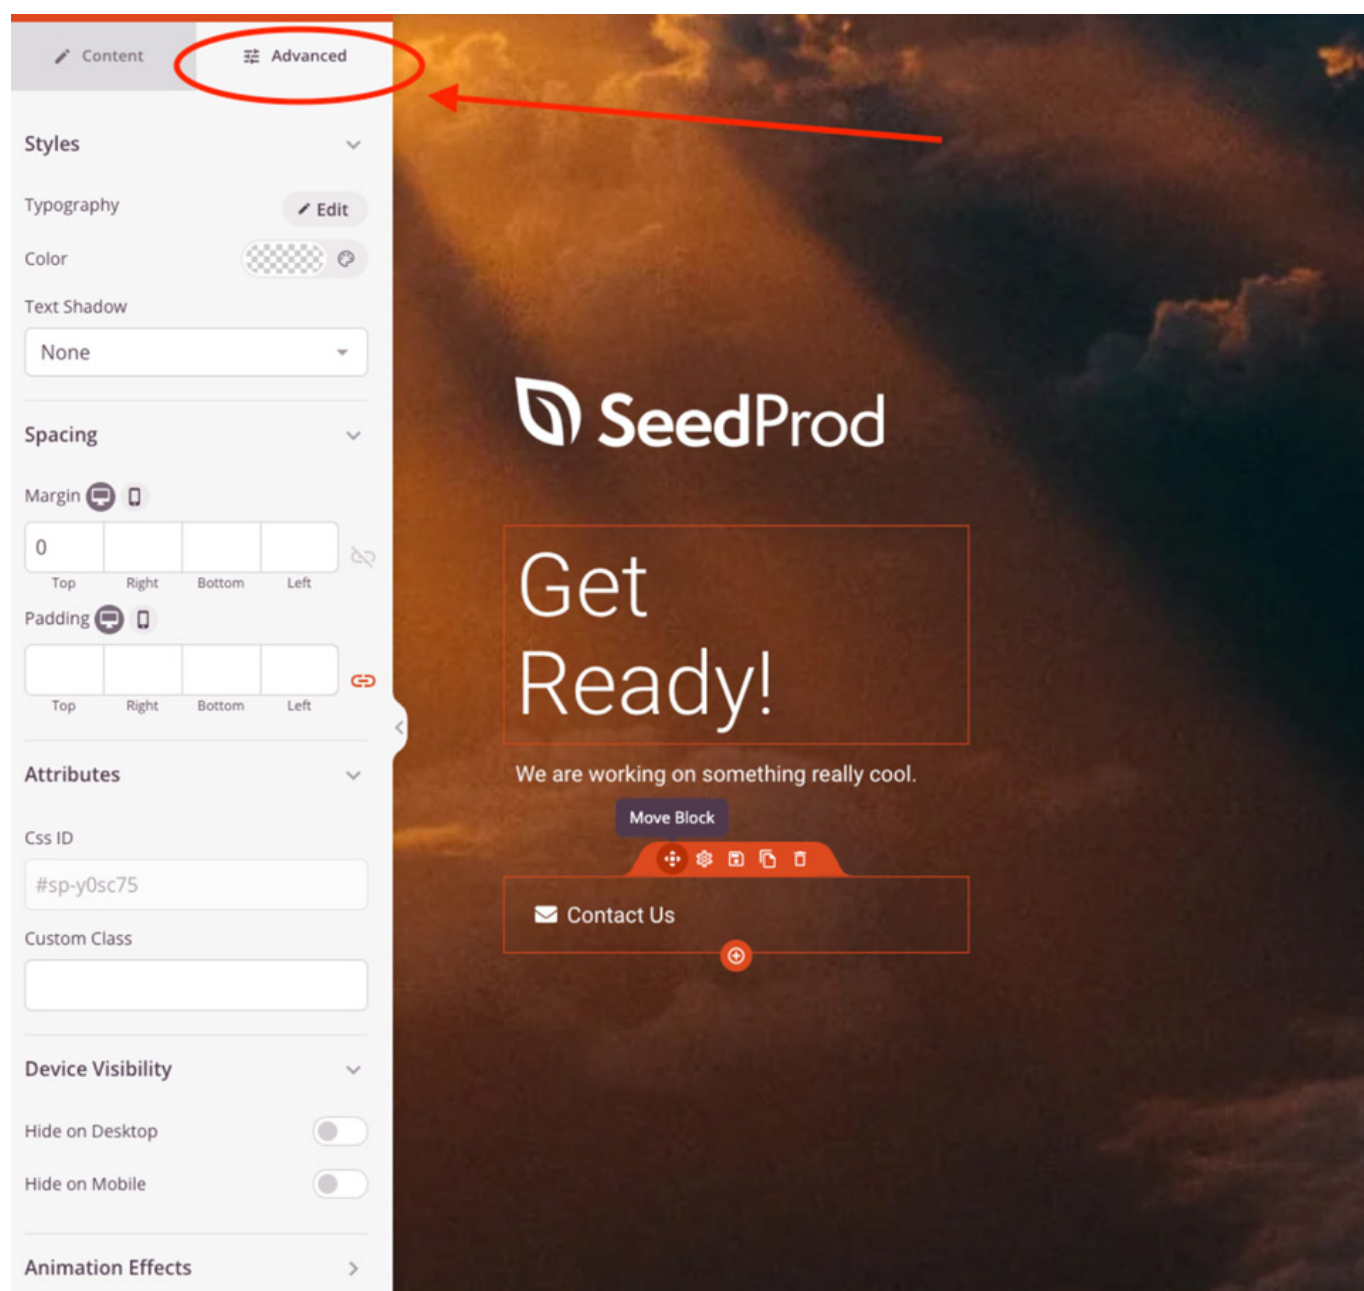 Content
Advanced
Styles
Typography
Edit
Color
Text Shadow
None
Spacing
Margin
0
Top Right Bottom Left
Padding
Top Right Bottom Left
Attributes
Css ID
#sp-y0sc75
Custom Class
Device Visibility
Hide on Desktop
Hide on Mobile
Animation Effects
SeedProd
Get
Ready!
We are working on something really cool.
Move Block
Contact Us